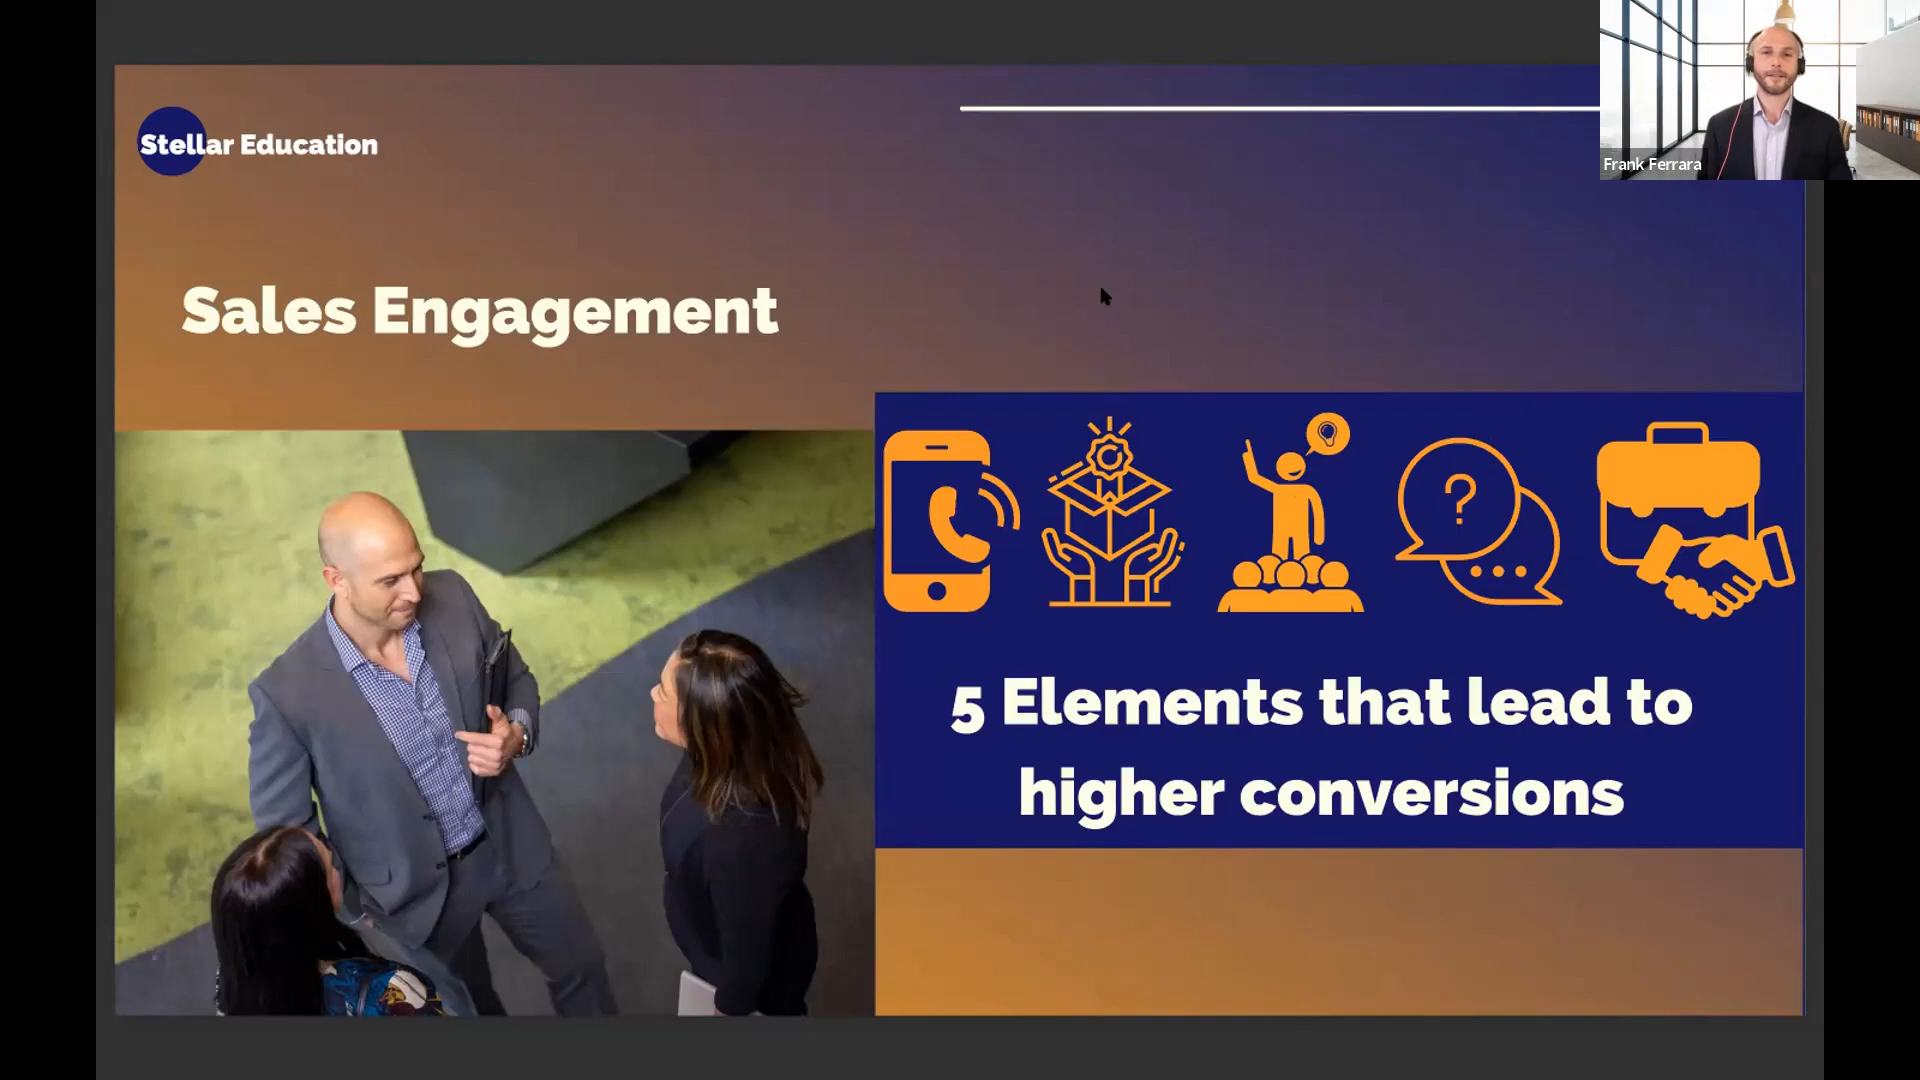 Stellar Education
Frank Ferrara
Sales Engagement
?
5 Elements that lead to
higher conversions